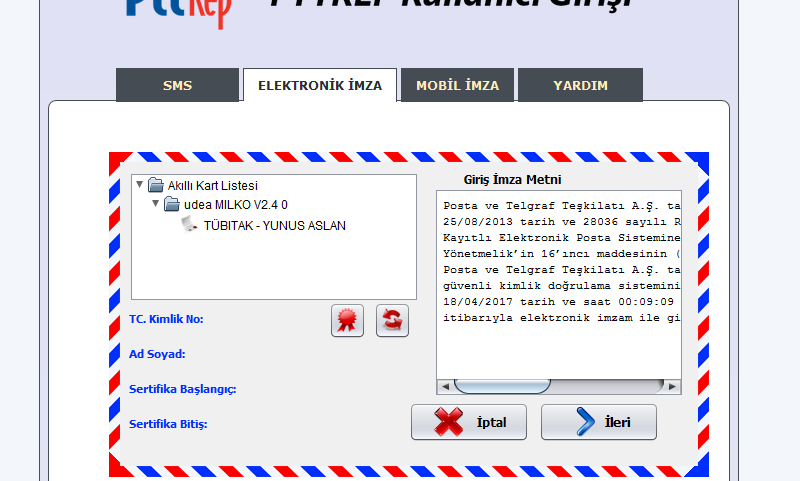 PttKep PTTKEP Kullanıcı Girişi
SMS
ELEKTRONİK İMZA
MOBİL İMZA
YARDIM
Akıllı Kart Listesi
udea MILKO V2.4 0
TÜBITAK - YUNUS ASLAN
TC. Kimlik No:
Ad Soyad:
Sertifika Başlangıç:
Sertifika Bitiş:
Giriş İmza Metni
Posta ve Telgraf Teşkilatı A.Ş. ta
25/08/2013 tarih ve 28036 sayılı R
Kayıtlı Elektronik Posta Sistemine
Yönetmelik’in 16’ıncı maddesinin (
Posta ve Telgraf Teşkilatı A.Ş. ta
güvenli kimlik doğrulama sistemini
18/04/2017 tarih ve saat 00:09:09
itibarıyla elektronik imzam ile gi
İptal
İleri